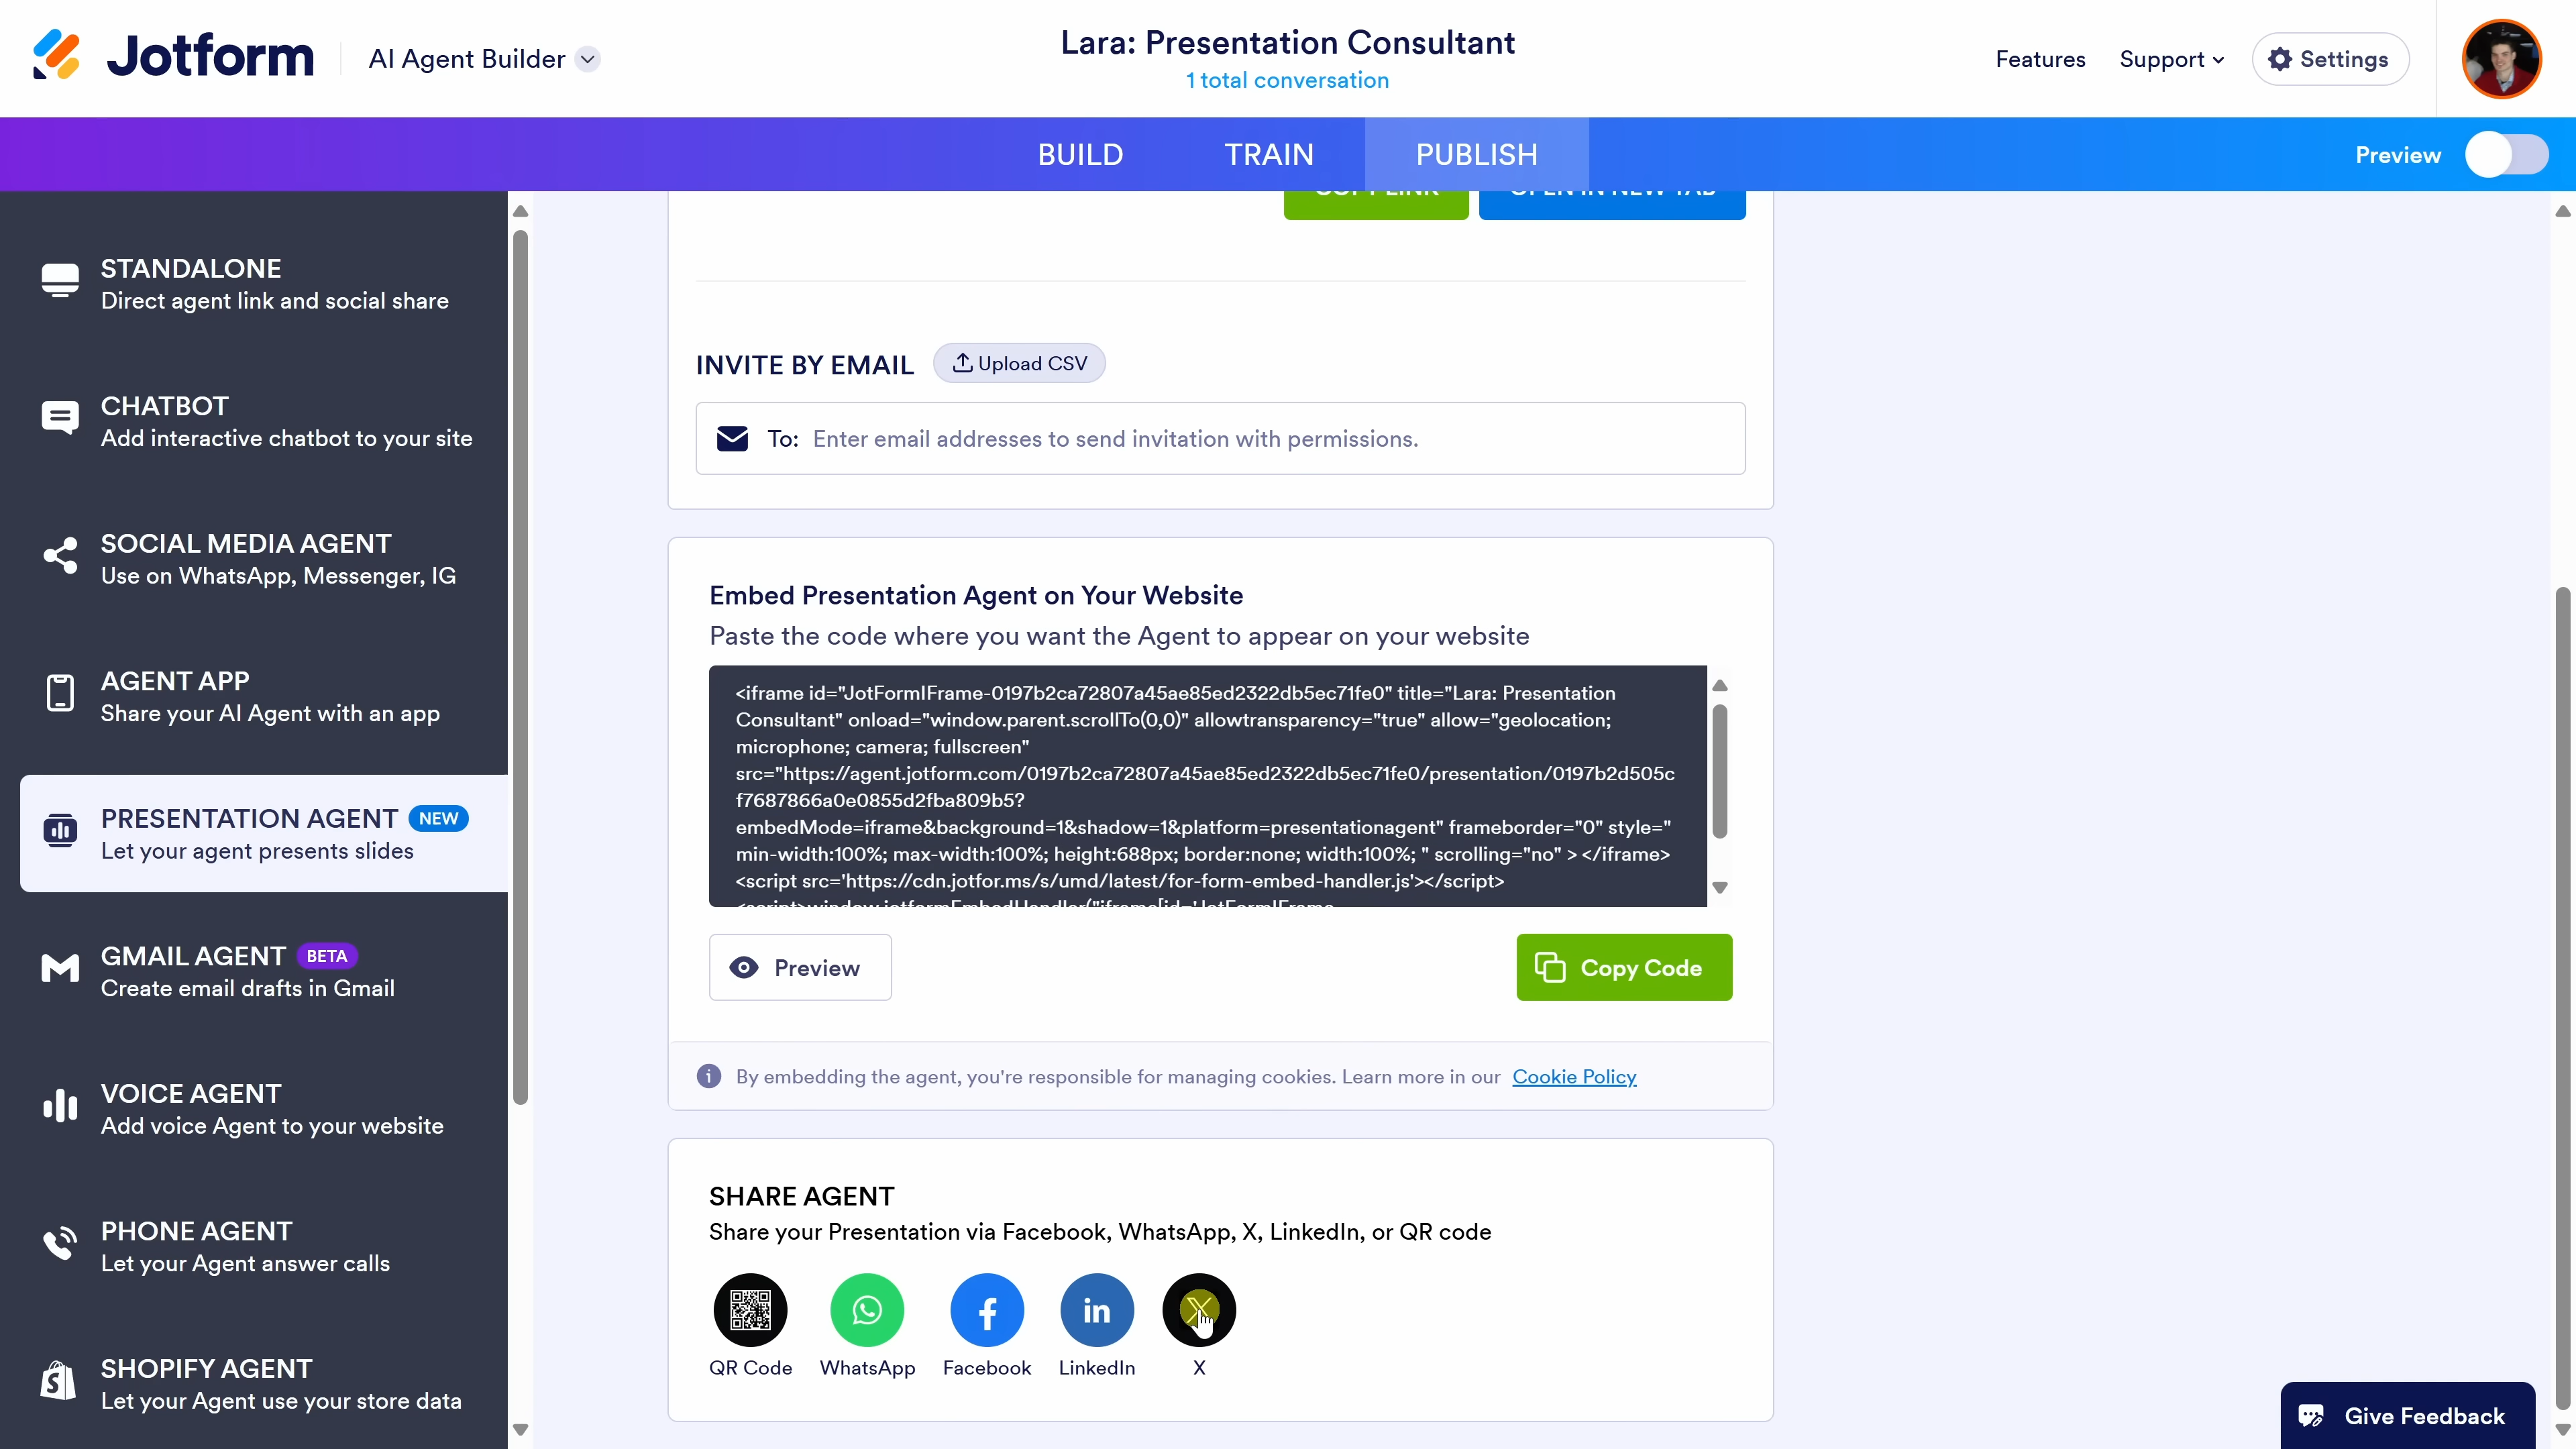 Jotform
AI Agent Builder
Lara: Presentation Consultant
1 total conversation
Features
Support
Settings
BUILD
TRAIN
PUBLISH
Preview
STANDALONE
Direct agent link and social share
CHATBOT
Add interactive chatbot to your site
SOCIAL MEDIA AGENT
Use on WhatsApp, Messenger, IG
AGENT APP
Share your AI Agent with an app
PRESENTATION AGENT NEW
Let your agent presents slides
GMAIL AGENT BETA
Create email drafts in Gmail
VOICE AGENT
Add voice Agent to your website
PHONE AGENT
Let your Agent answer calls
SHOPIFY AGENT
Let your Agent use your store data
COPY LINK
OPEN IN NEW TAB
INVITE BY EMAIL
Upload CSV
To: Enter email addresses to send invitation with permissions.
Embed Presentation Agent on Your Website
Paste the code where you want the Agent to appear on your website
<iframe id="JotFormIFrame-0197b2ca72807a45ae85ed2322db5ec71fe0" title="Lara: Presentation
Consultant" onload="window.parent.scrollTo(0,0)" allowtransparency="true" allow="geolocation;
microphone; camera; fullscreen"
src="https://agent.jotform.com/0197b2ca72807a45ae85ed2322db5ec71fe0/presentation/0197b2d505c
f7687866a0e0855d2fba809b5?
embedMode=iframe&background=1&shadow=1&platform=presentationagent" frameborder="0" style="
min-width:100%; max-width:100%; height:688px; border:none; width:100%; " scrolling="no" > </iframe>
<script src='https://cdn.jotfor.ms/s/umd/latest/for-form-embed-handler.js'></script>
<script>window.jotformEmbedHandler("iframe[id='JotFormIFrame-
Preview
Copy Code
By embedding the agent, you're responsible for managing cookies. Learn more in our Cookie Policy
SHARE AGENT
Share your Presentation via Facebook, WhatsApp, X, LinkedIn, or QR code
QR Code
WhatsApp
Facebook
LinkedIn
X
Give Feedback